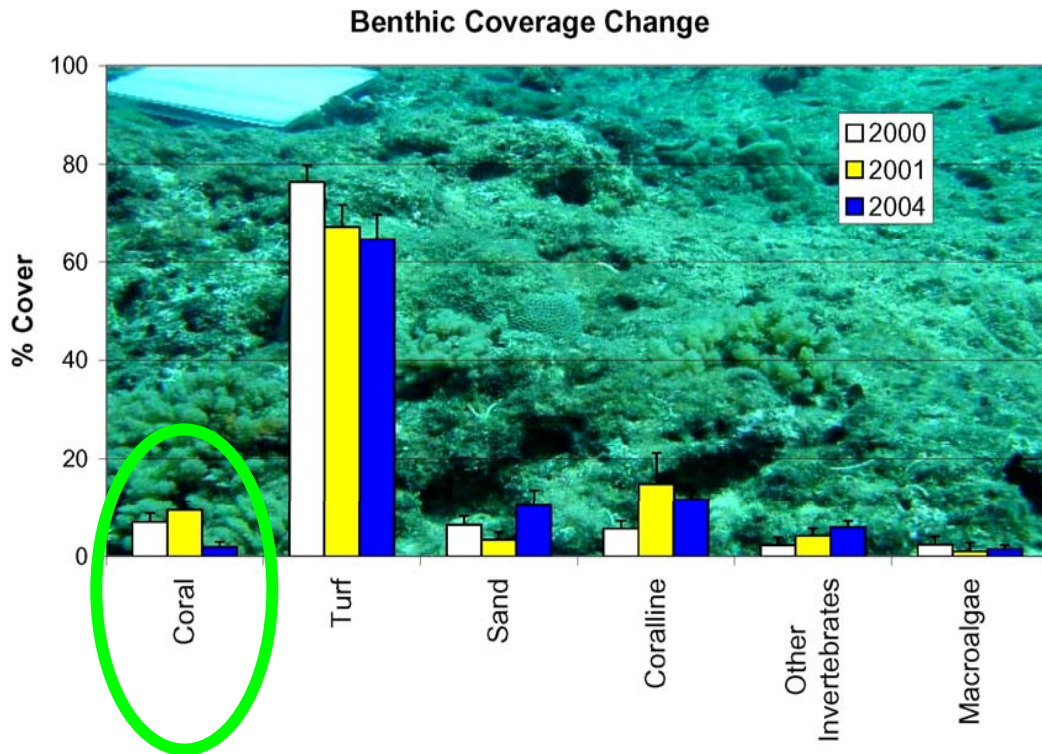 Benthic Coverage Change
% Cover
100
80
60
40
20
0
2000
2001
2004
Coral
Turf
Sand
Coralline
Other
Invertebrates
Macroalgae